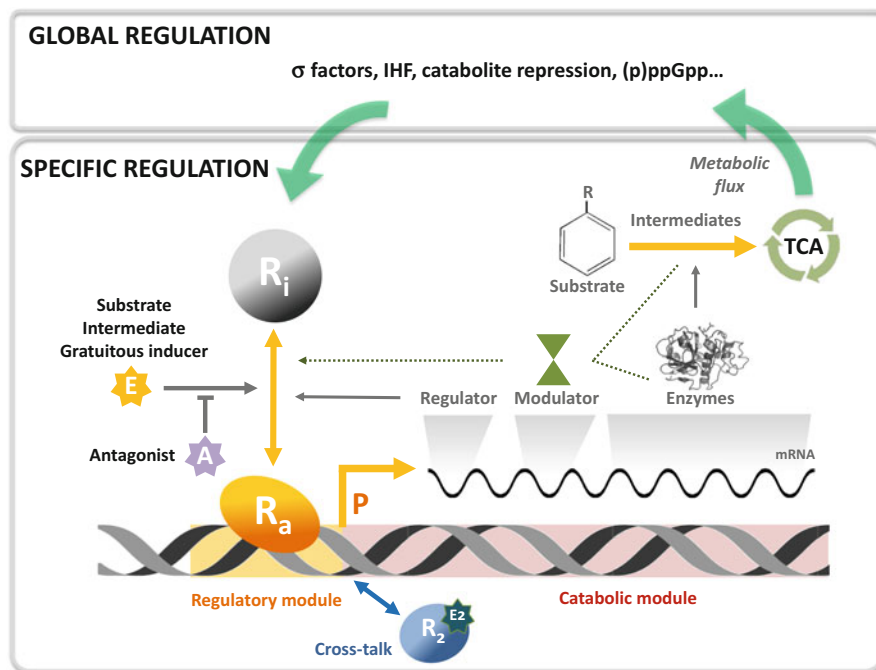 GLOBAL REGULATION
σ factors, IHF, catabolite repression, (p)ppGpp...
SPECIFIC REGULATION
Metabolic
flux
R
Intermediates
TCA
Substrate
Ri
Substrate
Intermediate
Gratuitous inducer
E
Regulator
Modulator
Enzymes
Antagonist
A
mRNA
Ra
P
Regulatory module
Catabolic module
R2
E2
Cross-talk